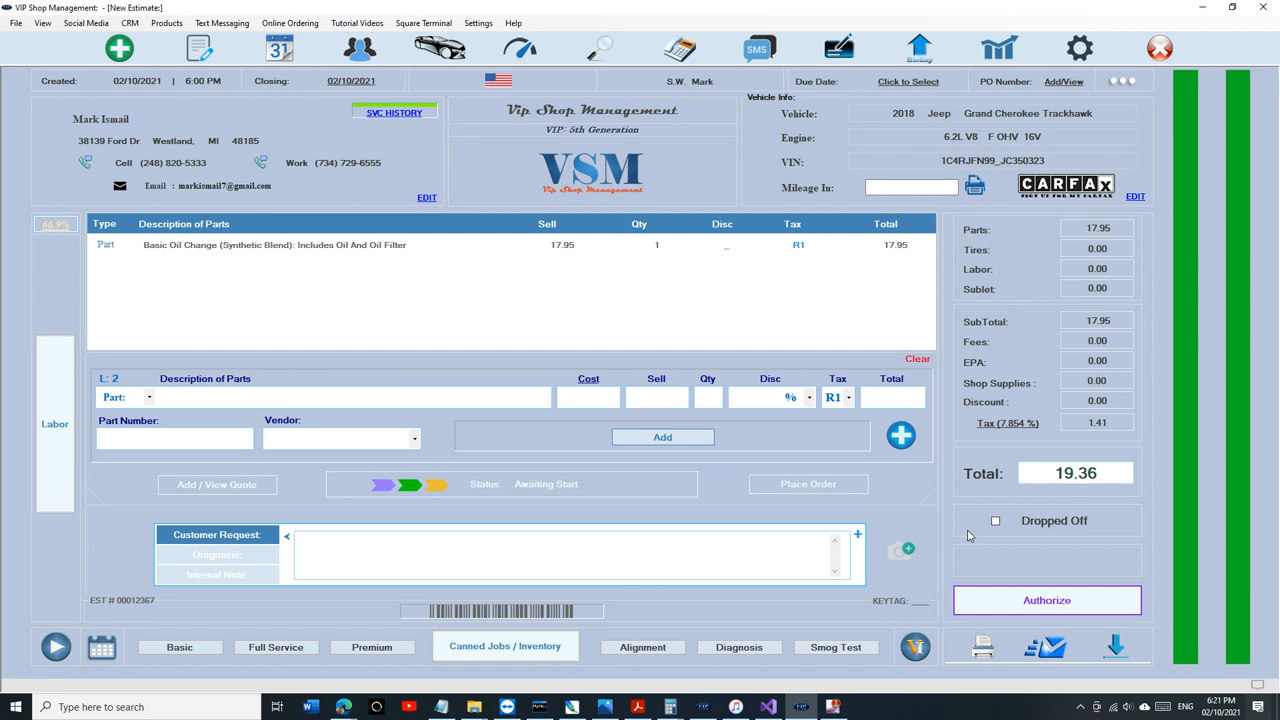 VIP Shop Management: - [New Estimate:]
File View Social Media CRM Products Text Messaging Online Ordering Tutorial Videos Square Terminal Settings Help
31 SMS Backup
Created: 02/10/2021 | 6:00 PM Closing: 02/10/2021 S.W. Mark Due Date: Click to Select PO Number: Add/View
Mark Ismail
SVC HISTORY
38139 Ford Dr Westland, MI 48185
Cell (248) 820-5333 Work (734) 729-6555
Email : markismail7@gmail.com
EDIT
Vip Shop Management
VIP: 5th Generation
VSM
Vip Shop Management
Vehicle Info:
Vehicle: 2018 Jeep Grand Cherokee Trackhawk
Engine: 6.2L V8 F OHV 16V
VIN: 1C4RJFN99_JC350323
Mileage In: CARFAX
SIGN UP FOR MY CARFAX
EDIT
66.9%
Type Description of Parts Sell Qty Disc Tax Total
Part Basic Oil Change (Synthetic Blend): Includes Oil And Oil Filter 17.95 1 _ R1 17.95
Clear
Labor
L: 2 Description of Parts Cost Sell Qty Disc Tax Total
Part: % R1
Part Number: Vendor:
Add
Add / View Quote Status: Awaiting Start Place Order
Customer Request:
Diagnosis:
Internal Note:
EST # 00012367 KEYTAG: ___
Parts: 17.95
Tires: 0.00
Labor: 0.00
Sublet: 0.00
SubTotal: 17.95
Fees: 0.00
EPA: 0.00
Shop Supplies : 0.00
Discount : 0.00
Tax (7.854 %) 1.41
Total: 19.36
Dropped Off
Authorize
Basic Full Service Premium Canned Jobs / Inventory Alignment Diagnosis Smog Test
Type here to search
ENG
6:21 PM
02/10/2021